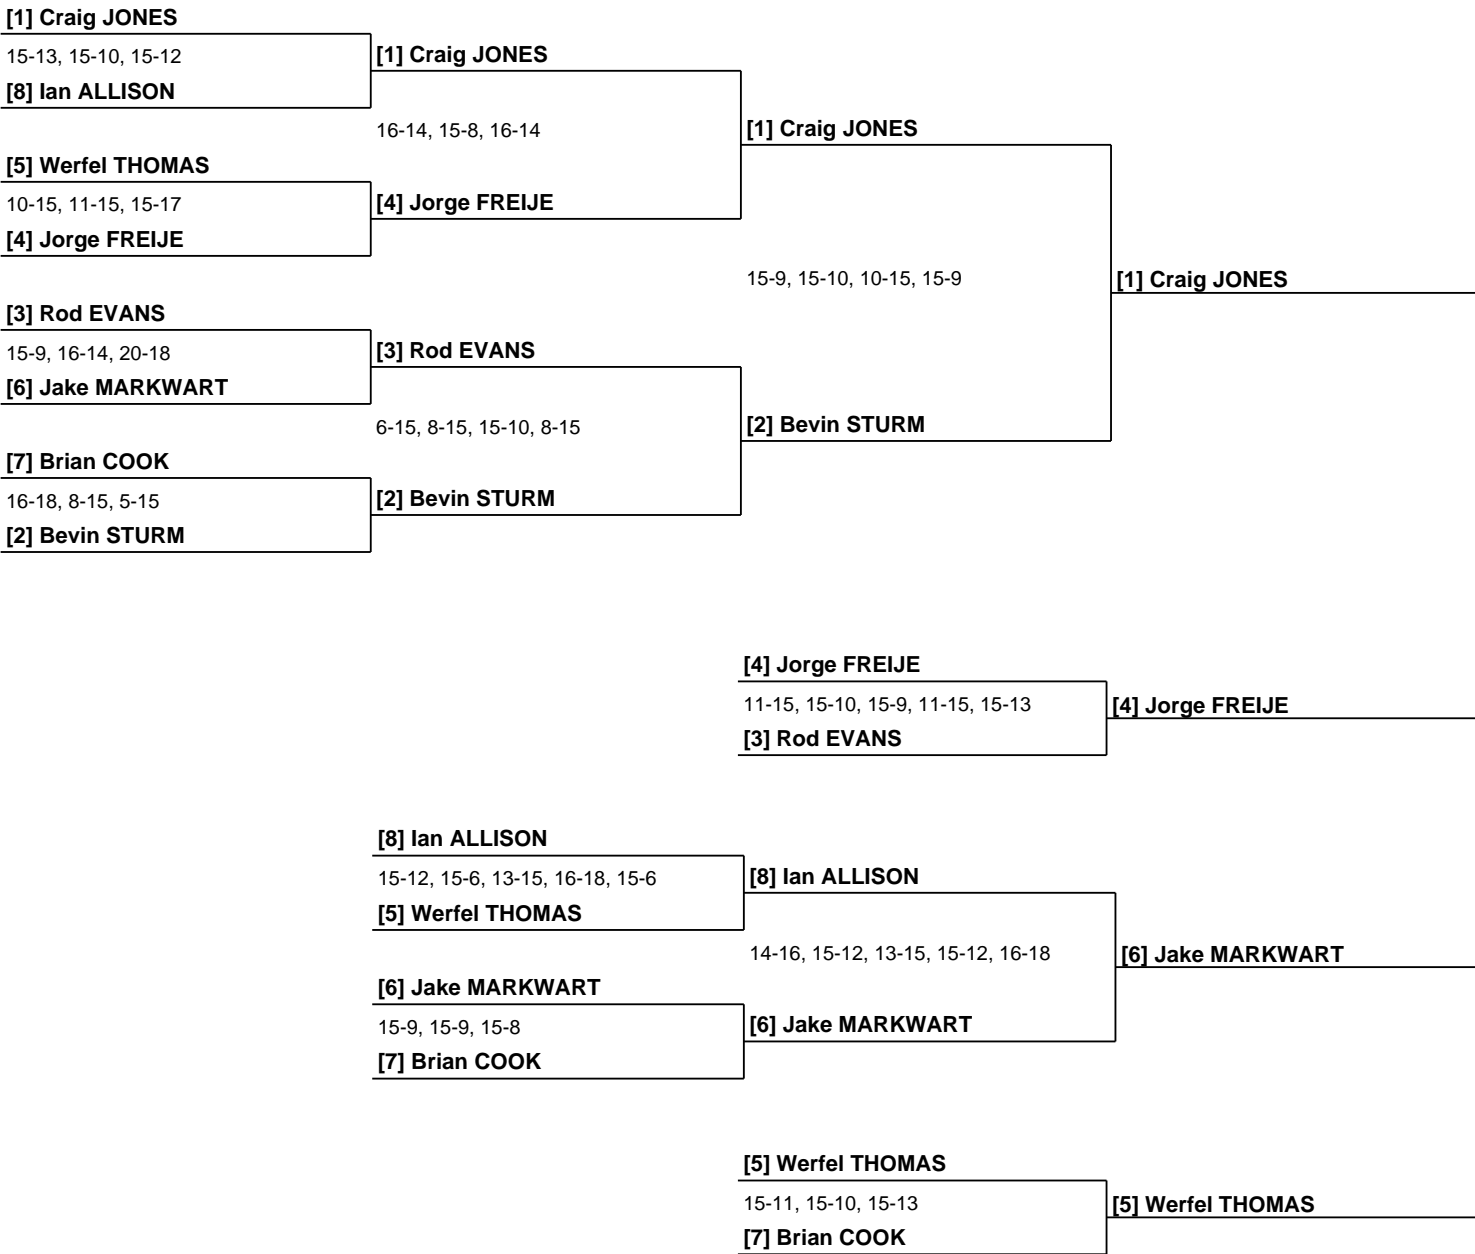 [1] Craig JONES
15-13, 15-10, 15-12
[1] Craig JONES
[8] Ian ALLISON
16-14, 15-8, 16-14
[1] Craig JONES
[5] Werfel THOMAS
10-15, 11-15, 15-17
[4] Jorge FREIJE
[4] Jorge FREIJE
15-9, 15-10, 10-15, 15-9
[1] Craig JONES
[3] Rod EVANS
15-9, 16-14, 20-18
[3] Rod EVANS
[6] Jake MARKWART
6-15, 8-15, 15-10, 8-15
[2] Bevin STURM
[7] Brian COOK
16-18, 8-15, 5-15
[2] Bevin STURM
[2] Bevin STURM
[4] Jorge FREIJE
11-15, 15-10, 15-9, 11-15, 15-13
[4] Jorge FREIJE
[3] Rod EVANS
[8] Ian ALLISON
15-12, 15-6, 13-15, 16-18, 15-6
[8] Ian ALLISON
[5] Werfel THOMAS
14-16, 15-12, 13-15, 15-12, 16-18
[6] Jake MARKWART
[6] Jake MARKWART
15-9, 15-9, 15-8
[6] Jake MARKWART
[7] Brian COOK
[5] Werfel THOMAS
15-11, 15-10, 15-13
[5] Werfel THOMAS
[7] Brian COOK